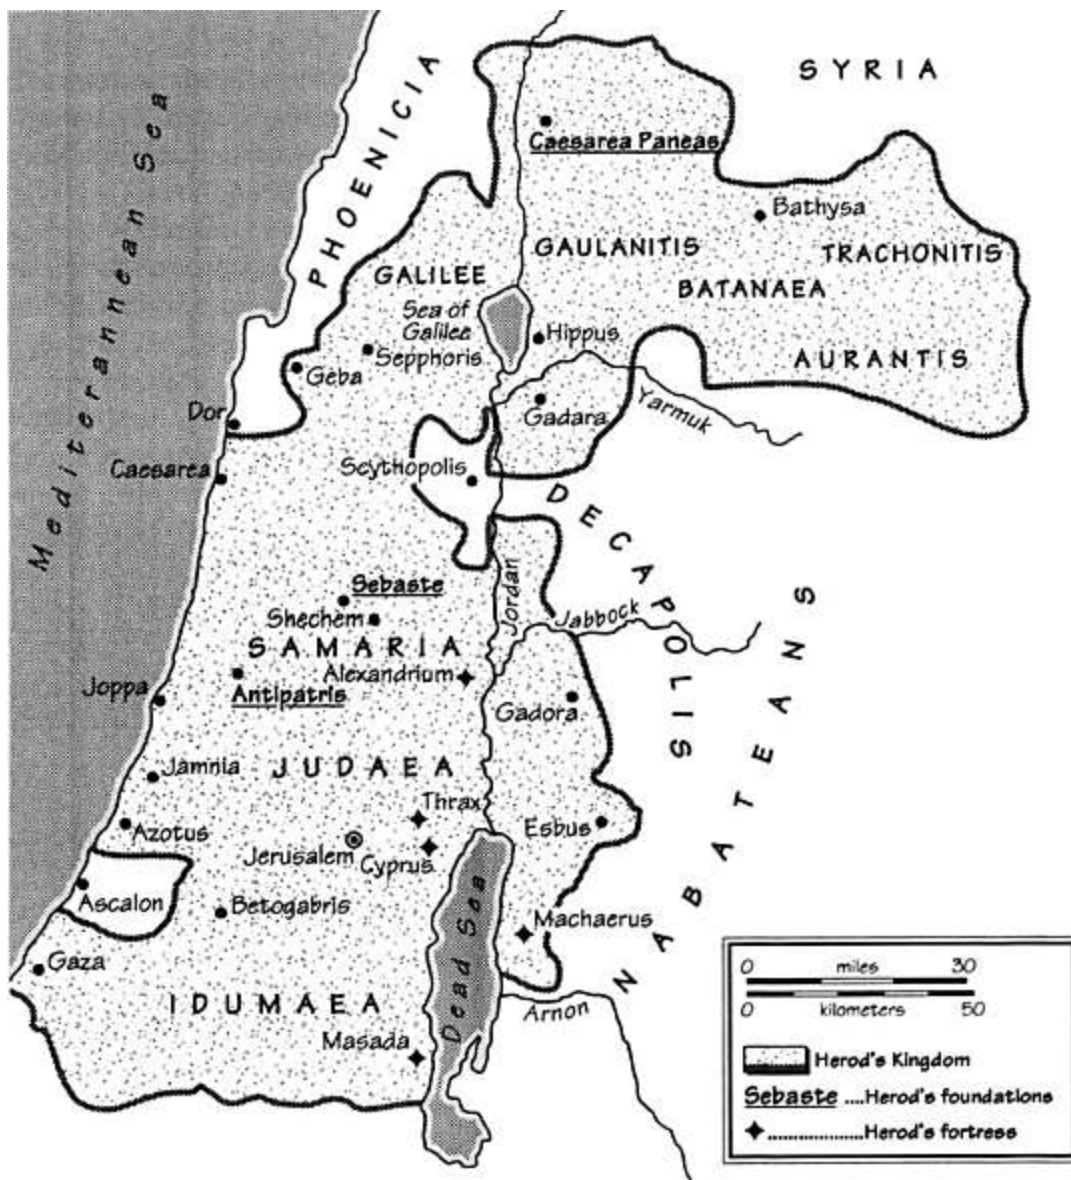 SYRIA
PHOENICIA
Mediterannean Sea
Caesarea Paneas
Bathysa
GAULANITIS
TRACHONITIS
GALILEE
BATANAEA
Sea of
Galilee
Hippus
Sepphoris
AURANTIS
Geba
Dor
Gadara
Yarmuk
Caesarea
Scythopolis
DECAPOLIS
Sebaste
Jordan
Shechem
Jabbock
SAMARIA
Alexandrium
Joppa
Antipatris
Gadora
NABATEANS
Jamnia
JUDAEA
Thrax
Azotus
Esbus
Jerusalem
Cyprus
Ascalon
Betogabris
Dead Sea
Machaerus
Gaza
IDUMAEA
Arnon
Masada
0 miles 30
0 kilometers 50
Herod's Kingdom
Sebaste ....Herod's foundations
......................Herod's fortress